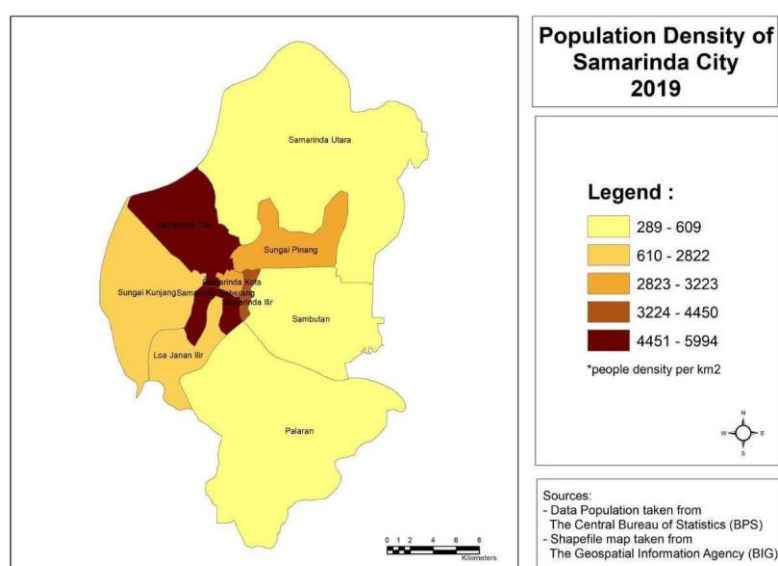 Population Density of
Samarinda City
2019
Samarinda Utara
Sungai Pinang
Samarinda Kota
Sungai Kunjang
Samarinda Ilir
Sambutan
Loa Janan Ilir
Palaran
Legend :
289 - 609
610 - 2822
2823 - 3223
3224 - 4450
4451 - 5994
*people density per km2
N
W
E
S
0 1 2 4 6 8
Kilometers
Sources:
- Data Population taken from
The Central Bureau of Statistics (BPS)
- Shapefile map taken from
The Geospatial Information Agency (BIG)